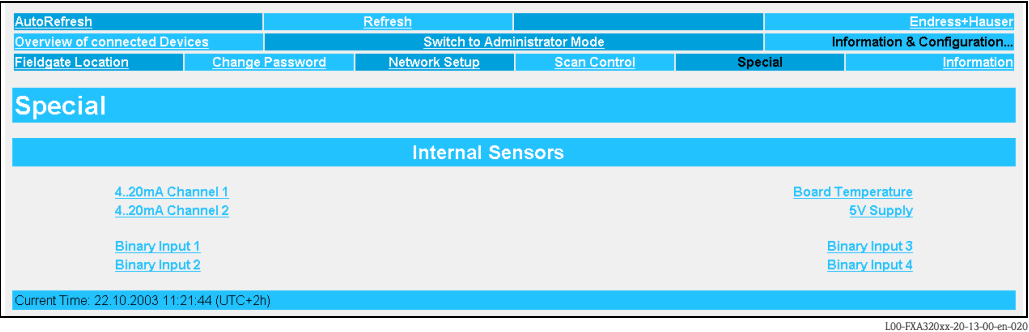 AutoRefresh Refresh Endress+Hauser
Overview of connected Devices Switch to Administrator Mode Information & Configuration...
Fieldgate Location Change Password Network Setup Scan Control Special Information
Special
Internal Sensors
4..20mA Channel 1 Board Temperature
4..20mA Channel 2 5V Supply
Binary Input 1 Binary Input 3
Binary Input 2 Binary Input 4
Current Time: 22.10.2003 11:21:44 (UTC+2h)
L00-FXA320xx-20-13-00-en-020